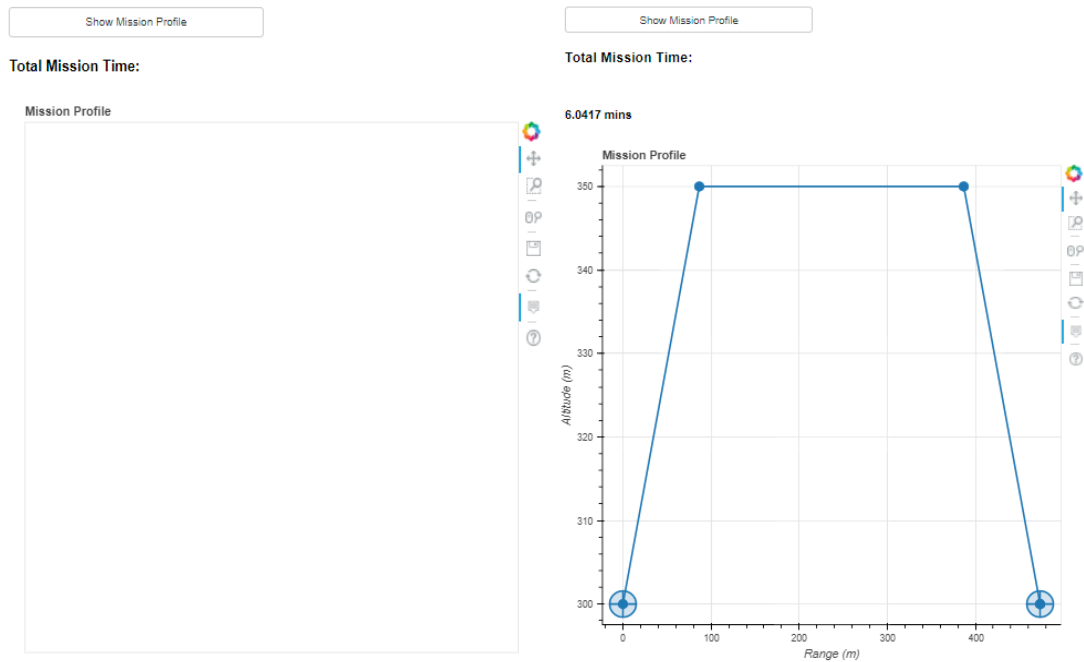 Show Mission Profile
Total Mission Time:
Mission Profile
Show Mission Profile
Total Mission Time:
6.0417 mins
Mission Profile
350
340
330
320
310
300
Altitude (m)
0 100 200 300 400
Range (m)